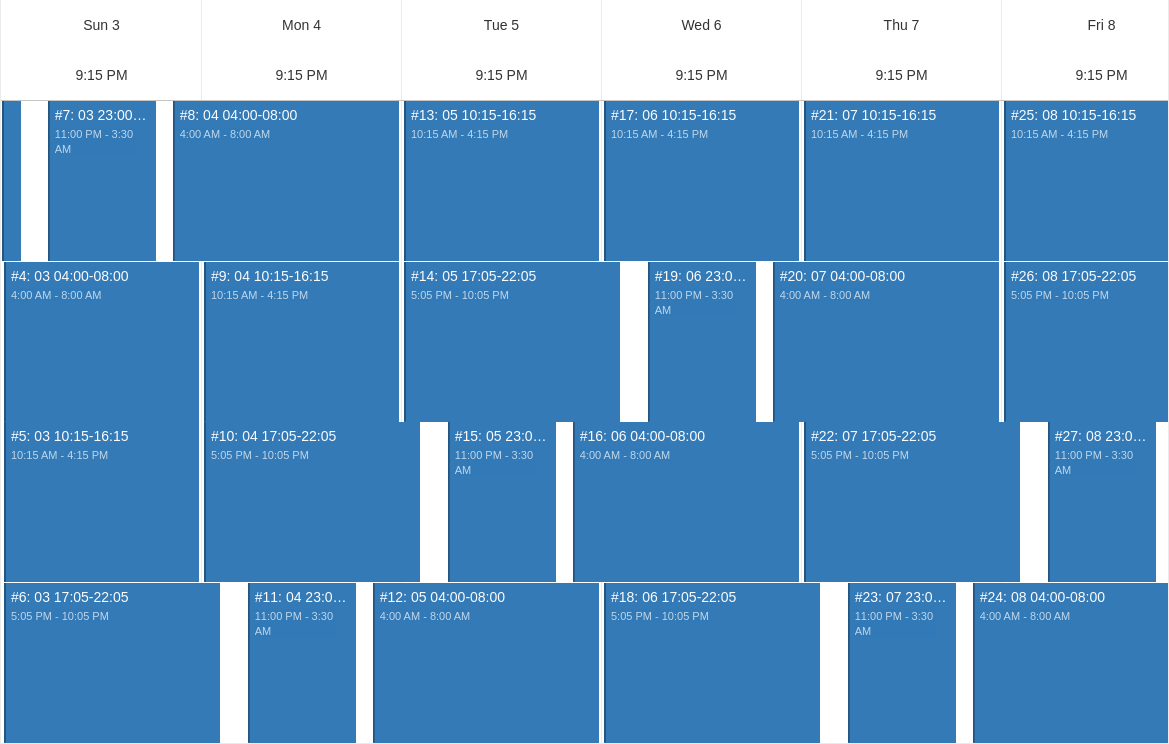 Sun 3
Mon 4
Tue 5
Wed 6
Thu 7
Fri 8
9:15 PM
9:15 PM
9:15 PM
9:15 PM
9:15 PM
9:15 PM
#7: 03 23:00…
11:00 PM - 3:30
AM
#8: 04 04:00-08:00
4:00 AM - 8:00 AM
#13: 05 10:15-16:15
10:15 AM - 4:15 PM
#17: 06 10:15-16:15
10:15 AM - 4:15 PM
#21: 07 10:15-16:15
10:15 AM - 4:15 PM
#25: 08 10:15-16:15
10:15 AM - 4:15 PM
#4: 03 04:00-08:00
4:00 AM - 8:00 AM
#9: 04 10:15-16:15
10:15 AM - 4:15 PM
#14: 05 17:05-22:05
5:05 PM - 10:05 PM
#19: 06 23:0…
11:00 PM - 3:30
AM
#20: 07 04:00-08:00
4:00 AM - 8:00 AM
#26: 08 17:05-22:05
5:05 PM - 10:05 PM
#5: 03 10:15-16:15
10:15 AM - 4:15 PM
#10: 04 17:05-22:05
5:05 PM - 10:05 PM
#15: 05 23:0…
11:00 PM - 3:30
AM
#16: 06 04:00-08:00
4:00 AM - 8:00 AM
#22: 07 17:05-22:05
5:05 PM - 10:05 PM
#27: 08 23:0…
11:00 PM - 3:30
AM
#6: 03 17:05-22:05
5:05 PM - 10:05 PM
#11: 04 23:0…
11:00 PM - 3:30
AM
#12: 05 04:00-08:00
4:00 AM - 8:00 AM
#18: 06 17:05-22:05
5:05 PM - 10:05 PM
#23: 07 23:0…
11:00 PM - 3:30
AM
#24: 08 04:00-08:00
4:00 AM - 8:00 AM